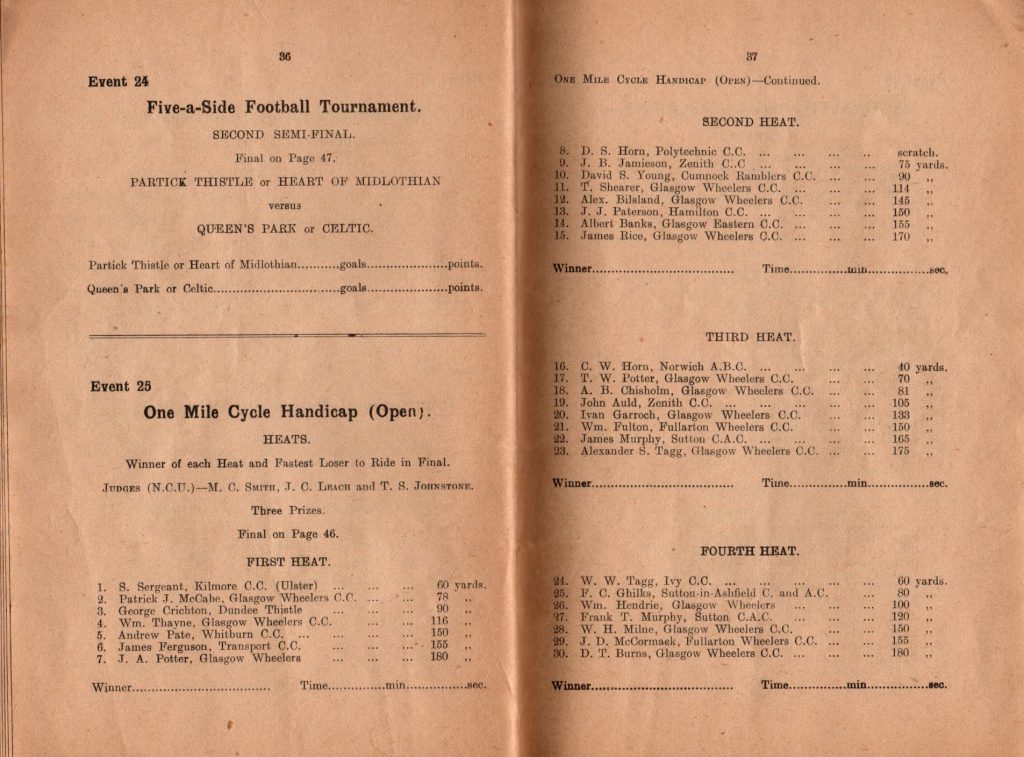 36
Event 24
Five-a-Side Football Tournament.
SECOND SEMI-FINAL.
Final on Page 47.
PARTICK THISTLE or HEART OF MIDLOTHIAN
versus
QUEEN'S PARK or CELTIC.
Partick Thistle or Heart of Midlothian..........goals....................points.
Queen's Park or Celtic..............................goals....................points.
Event 25
One Mile Cycle Handicap (Open).
HEATS.
Winner of each Heat and Fastest Loser to Ride in Final.
JUDGES (N.C.U.)—M. C. SMITH, J. C. LEACH and T. S. JOHNSTONE.
Three Prizes.
Final on Page 46.
FIRST HEAT.
1. S. Sergeant, Kilmore C.C. (Ulster) ... ... ... 60 yards.
2. Patrick J. McCabe, Glasgow Wheelers C.C. ... ... 78 ,,
3. George Crichton, Dundee Thistle ... ... ... 90 ,,
4. Wm. Thayne, Glasgow Wheelers C.C. ... ... 116 ,,
5. Andrew Pate, Whitburn C.C. ... ... ... ... 150 ,,
6. James Ferguson, Transport C.C. ... ... ... 155 ,,
7. J. A. Potter, Glasgow Wheelers ... ... ... 180 ,,
Winner.................................. Time..............min..............sec.
37
ONE MILE CYCLE HANDICAP (OPEN)—Continued.
SECOND HEAT.
8. D. S. Horn, Polytechnic C.C. ... ... ... .. scratch.
9. J. B. Jamieson, Zenith C..C ... ... ... ... 75 yards.
10. David S. Young, Cumnock Ramblers C.C. ... ... 90 ,,
11. T. Shearer, Glasgow Wheelers C.C. ... ... ... 114 ,,
12. Alex. Bilsland, Glasgow Wheelers C.C. ... ... 145 ,,
13. J. J. Paterson, Hamilton C.C. ... ... ... ... 150 ,,
14. Albert Banks, Glasgow Eastern C.C. ... ... ... 155 ,,
15. James Rice, Glasgow Wheelers C.C. ... ... ... 170 ,,
Winner.................................. Time..............min..............sec.
THIRD HEAT.
16. C. W. Horn, Norwich A.B.C. ... ... ... ... 40 yards.
17. T. W. Potter, Glasgow Wheelers C.C. ... ... 70 ,,
18. A. B. Chisholm, Glasgow Wheelers C.C. ... ... 81 ,,
19. John Auld, Zenith C.C. ... ... ... ... ... 105 ,,
20. Ivan Garroch, Glasgow Wheelers C.C. ... ... 133 ,,
21. Wm. Fulton, Fullarton Wheelers C.C. ... ... 150 ,,
22. James Murphy, Sutton C.A.C. ... ... ... ... 165 ,,
23. Alexander S. Tagg, Glasgow Wheelers C.C. ... ... 175 ,,
Winner.................................. Time..............min..............sec.
FOURTH HEAT.
24. W. W. Tagg, Ivy C.C. ... ... ... ... ... 60 yards.
25. F. C. Ghilks, Sutton-in-Ashfield C. and A.C. ... 80 ,,
26. Wm. Hendrie, Glasgow Wheelers ... ... ... 100 ,,
27. Frank T. Murphy, Sutton C.A.C. ... ... ... 120 ,,
28. W. H. Milne, Glasgow Wheelers C.C. ... ... 150 ,,
29. J. D. McCormack, Fullarton Wheelers C.C. ... ... 155 ,,
30. D. T. Burns, Glasgow Wheelers C.C. ... ... ... 180 ,,
Winner.................................. Time..............min..............sec.